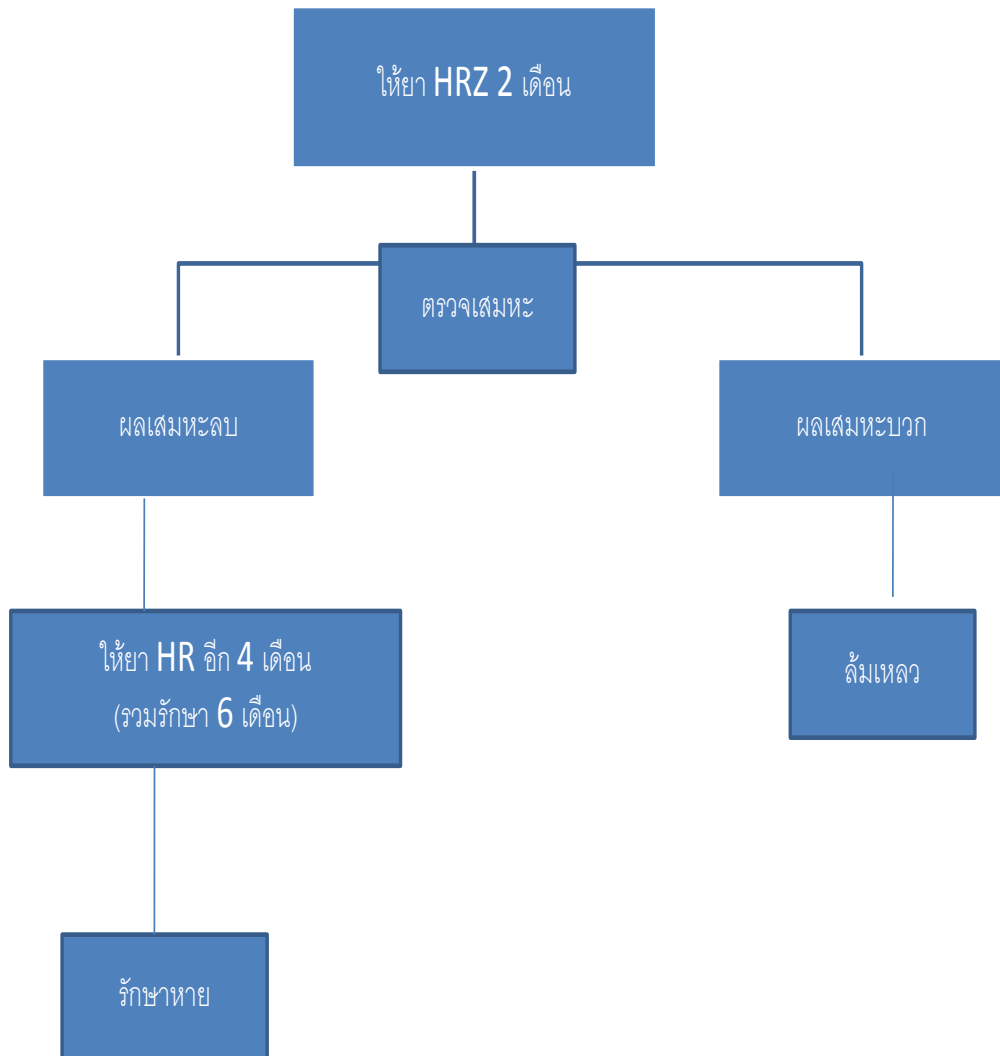 ให้ยา HRZ 2 เดือน
ตรวจเสมหะ
ผลเสมหะลบ
ผลเสมหะบวก
ให้ยา HR อีก 4 เดือน
(รวมรักษา 6 เดือน)
ล้มเหลว
รักษาหาย